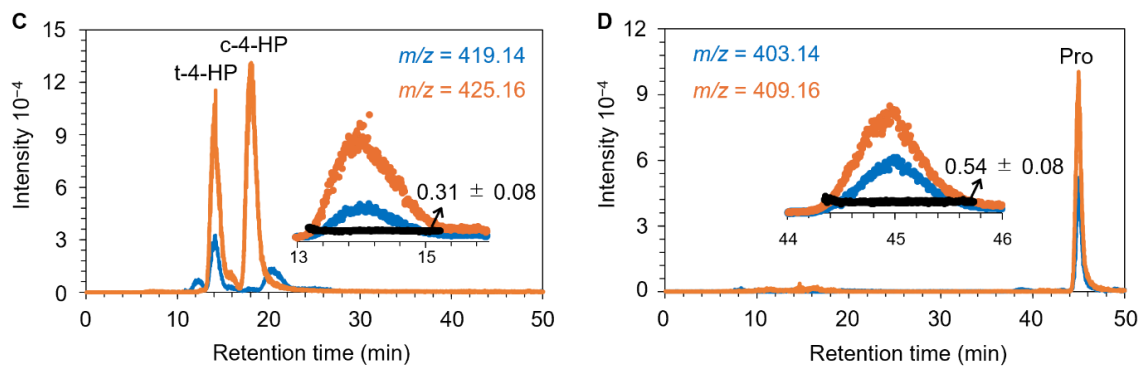 C
Intensity 10⁻⁴
15
12
9
6
3
0
t-4-HP
c-4-HP
m/z = 419.14
m/z = 425.16
0.31 ± 0.08
13
15
0
10
20
30
40
50
Retention time (min)
D
Intensity 10⁻⁴
12
9
6
3
0
m/z = 403.14
m/z = 409.16
Pro
0.54 ± 0.08
44
45
46
0
10
20
30
40
50
Retention time (min)